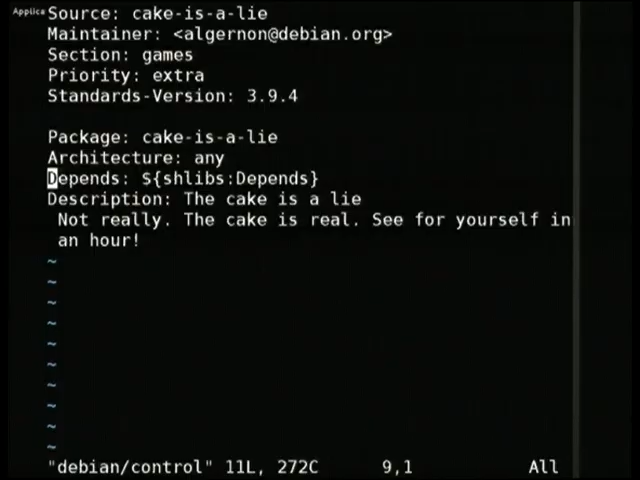 Applica
Source: cake-is-a-lie
Maintainer: <algernon@debian.org>
Section: games
Priority: extra
Standards-Version: 3.9.4
Package: cake-is-a-lie
Architecture: any
Depends: ${shlibs:Depends}
Description: The cake is a lie
Not really. The cake is real. See for yourself in
an hour!
~
~
~
~
~
~
~
~
~
~
"debian/control" 11L, 272C 9,1 All